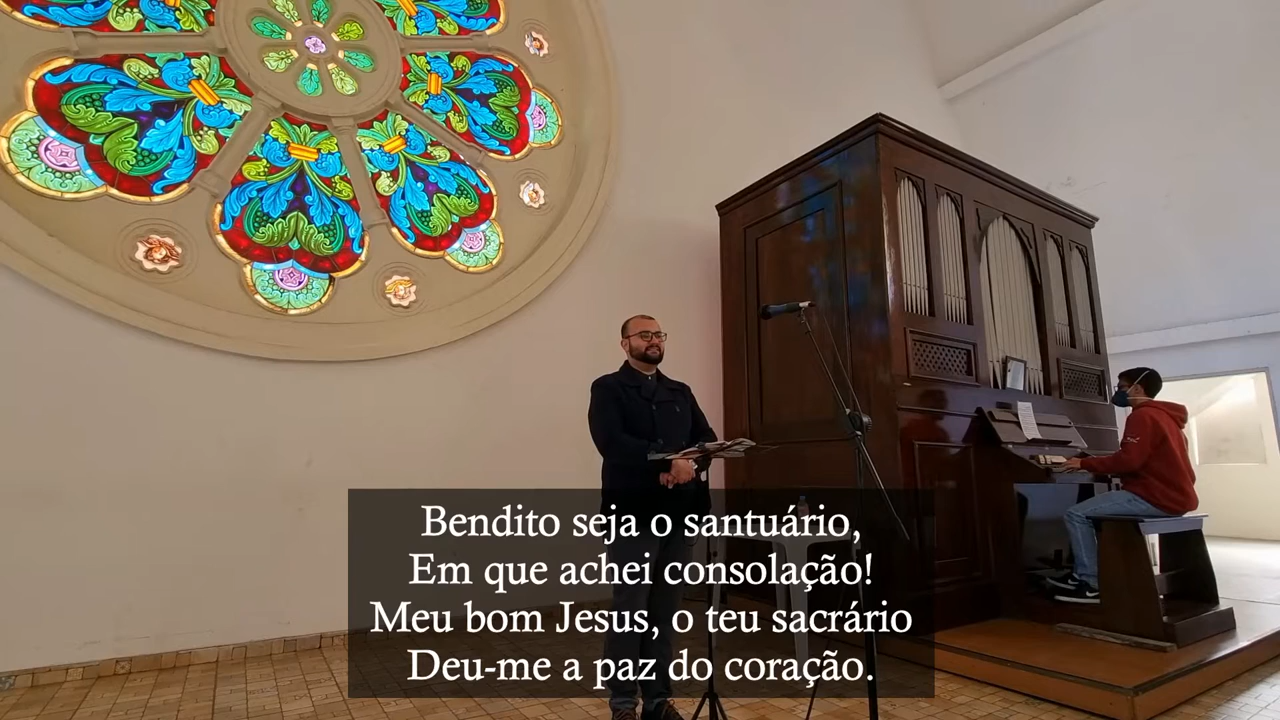 Bendito seja o santuário,
Em que achei consolação!
Meu bom Jesus, o teu sacrário
Deu-me a paz do coração.